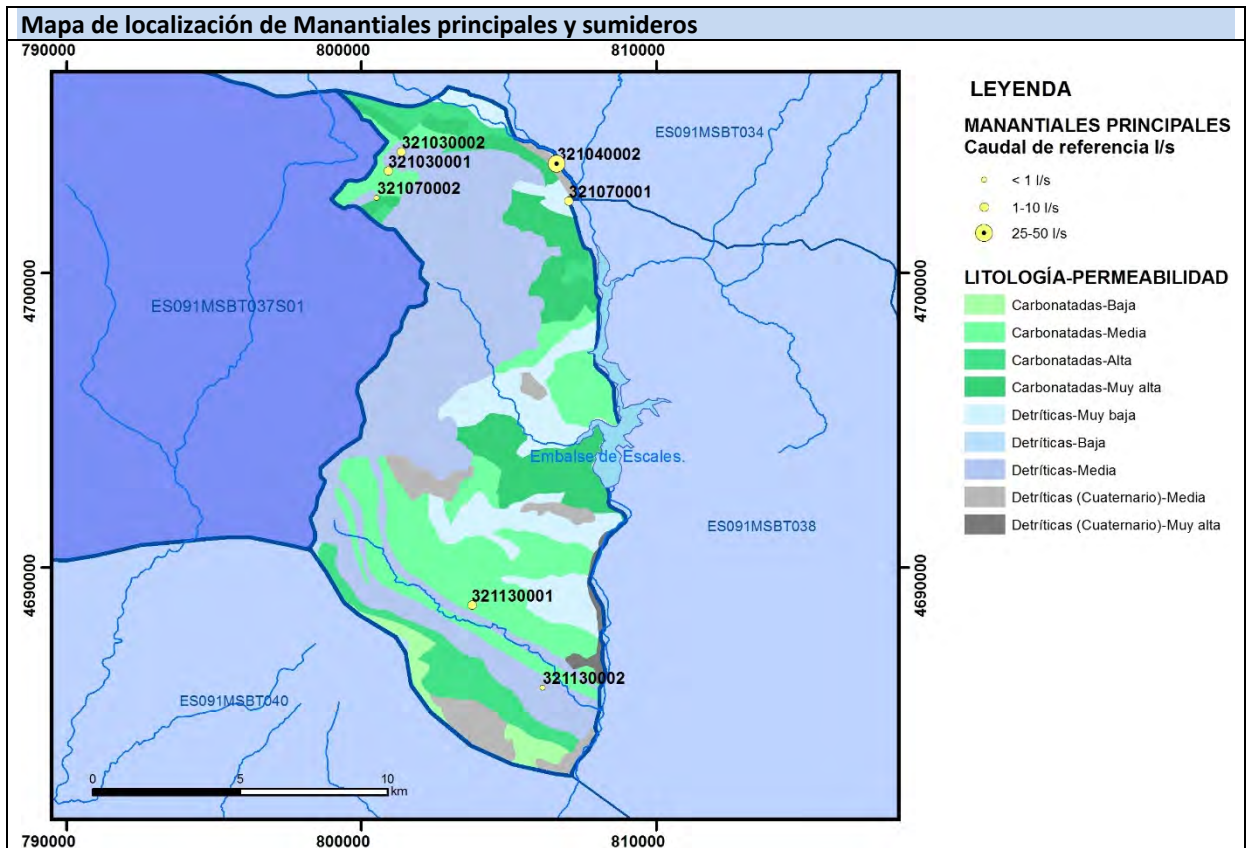 Mapa de localización de Manantiales principales y sumideros
790000 800000 810000
LEYENDA
MANANTIALES PRINCIPALES
Caudal de referencia l/s
< 1 l/s
1-10 l/s
25-50 l/s
LITOLOGÍA-PERMEABILIDAD
Carbonatadas-Baja
Carbonatadas-Media
Carbonatadas-Alta
Carbonatadas-Muy alta
Detríticas-Muy baja
Detríticas-Baja
Detríticas-Media
Detríticas (Cuaternario)-Media
Detríticas (Cuaternario)-Muy alta
ES091MSBT034
321030002
321040002
321030001
321070002
321070001
4700000
4700000
ES091MSBT037S01
Embalse de Escales.
ES091MSBT038
4690000
4690000
321130001
321130002
ES091MSBT040
0 5 10
km
790000 800000 810000